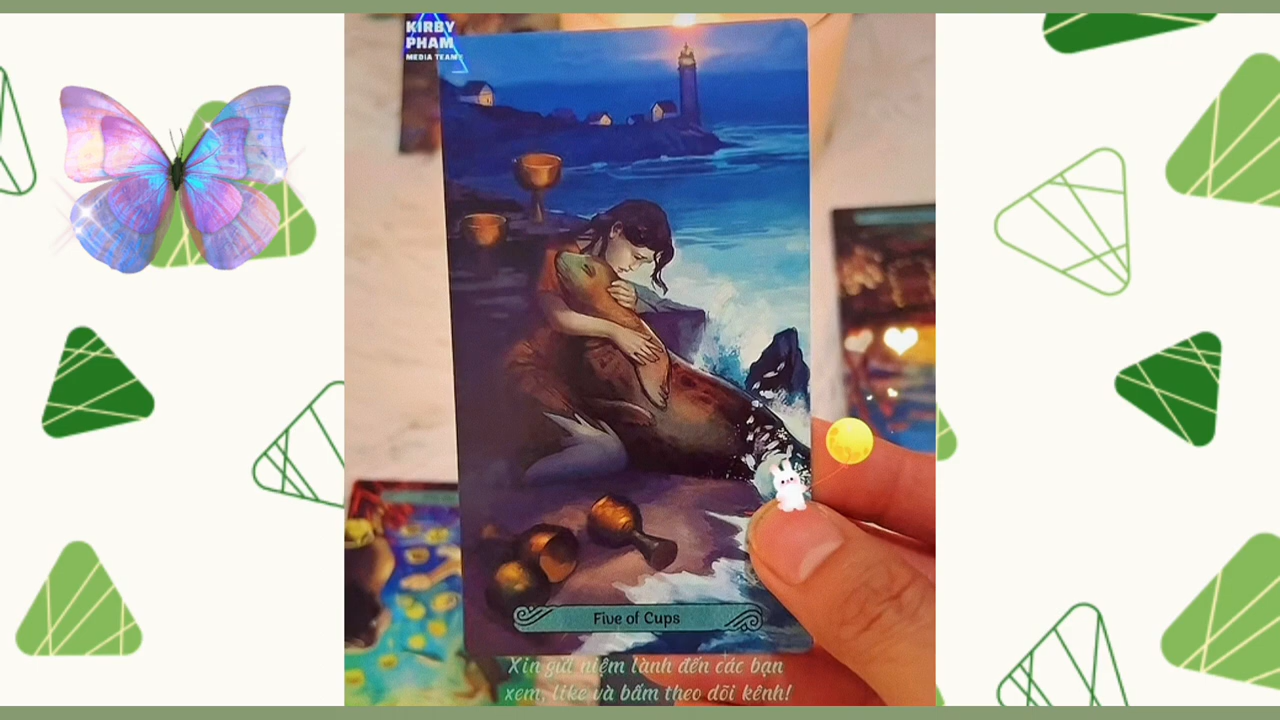 KIRBY
PHAM
MEDIA TEAM
Five of Cups
Xin gửi niệm lành đến các bạn
xem, like và bấm theo dõi kênh!